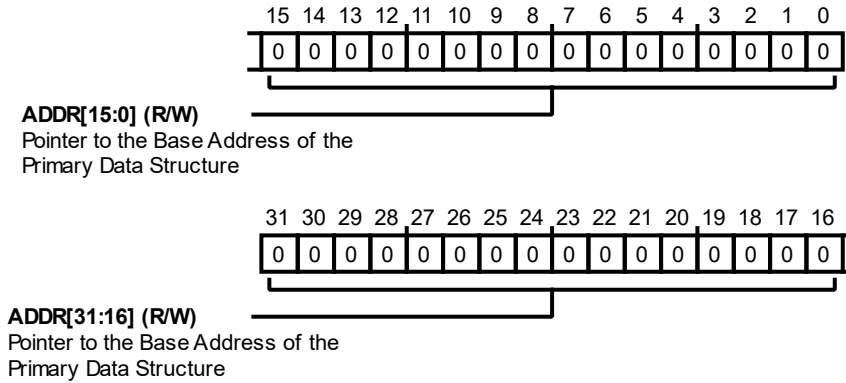 15 14 13 12 11 10 9 8 7 6 5 4 3 2 1 0
0 0 0 0 0 0 0 0 0 0 0 0 0 0 0 0
ADDR[15:0] (R/W)
Pointer to the Base Address of the
Primary Data Structure
31 30 29 28 27 26 25 24 23 22 21 20 19 18 17 16
0 0 0 0 0 0 0 0 0 0 0 0 0 0 0 0
ADDR[31:16] (R/W)
Pointer to the Base Address of the
Primary Data Structure